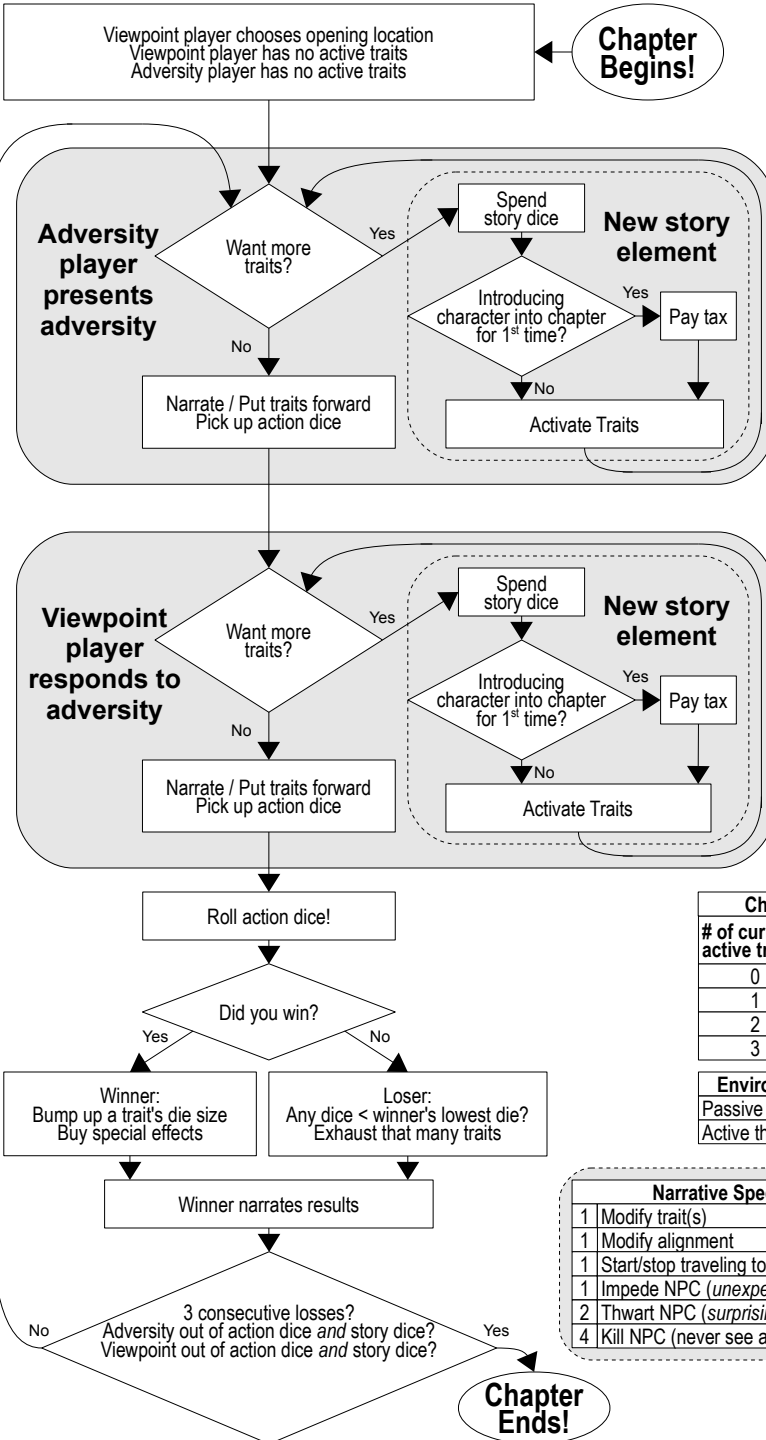 Viewpoint player chooses opening location
Viewpoint player has no active traits
Adversity player has no active traits
Chapter
Begins!
Adversity
player
presents
adversity
Want more
traits?
Yes
No
Spend
story dice
New story
element
Introducing
character into chapter
for 1st time?
Yes
Pay tax
No
Activate Traits
Narrate / Put traits forward
Pick up action dice
Viewpoint
player
responds to
adversity
Want more
traits?
Yes
No
Spend
story dice
New story
element
Introducing
character into chapter
for 1st time?
Yes
Pay tax
No
Activate Traits
Narrate / Put traits forward
Pick up action dice
Roll action dice!
Did you win?
Yes
No
Winner:
Bump up a trait's die size
Buy special effects
Loser:
Any dice < winner's lowest die?
Exhaust that many traits
Winner narrates results
3 consecutive losses?
Adversity out of action dice and story dice?
Viewpoint out of action dice and story dice?
No
Yes
Chapter
Ends!
# of
active
0
1
2
3
Passive
Active
Narrative
1 Modify trait(s)
1 Modify alignment
1 Start/stop traveling to
1 Impede NPC
2 Thwart NPC
4 Kill NPC (never see